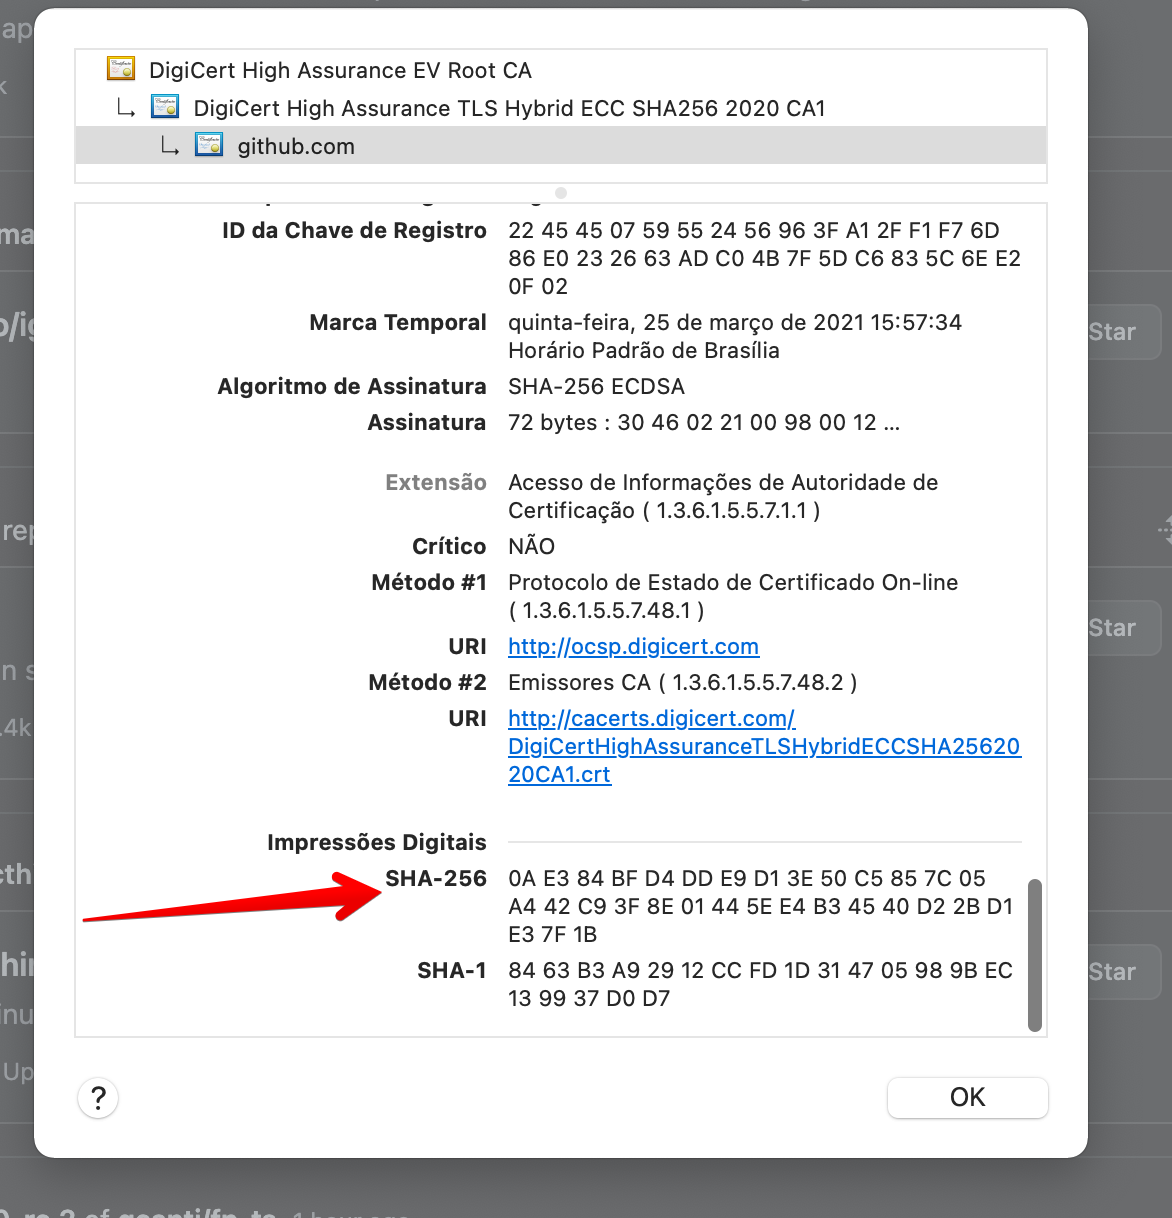 DigiCert High Assurance EV Root CA
DigiCert High Assurance TLS Hybrid ECC SHA256 2020 CA1
github.com
ID da Chave de Registro 22 45 45 07 59 55 24 56 96 3F A1 2F F1 F7 6D
86 E0 23 26 63 AD C0 4B 7F 5D C6 83 5C 6E E2
0F 02
Marca Temporal quinta-feira, 25 de março de 2021 15:57:34
Horário Padrão de Brasília
Algoritmo de Assinatura SHA-256 ECDSA
Assinatura 72 bytes : 30 46 02 21 00 98 00 12 ...
Extensão Acesso de Informações de Autoridade de
Certificação ( 1.3.6.1.5.5.7.1.1 )
Crítico NÃO
Método #1 Protocolo de Estado de Certificado On-line
( 1.3.6.1.5.5.7.48.1 )
URI http://ocsp.digicert.com
Método #2 Emissores CA ( 1.3.6.1.5.5.7.48.2 )
URI http://cacerts.digicert.com/
DigiCertHighAssuranceTLSHybridECCSHA25620
20CA1.crt
Impressões Digitais
SHA-256 0A E3 84 BF D4 DD E9 D1 3E 50 C5 85 7C 05
A4 42 C9 3F 8E 01 44 5E E4 B3 45 40 D2 2B D1
E3 7F 1B
SHA-1 84 63 B3 A9 29 12 CC FD 1D 31 47 05 98 9B EC
13 99 37 D0 D7
? OK
Star
Star
Star